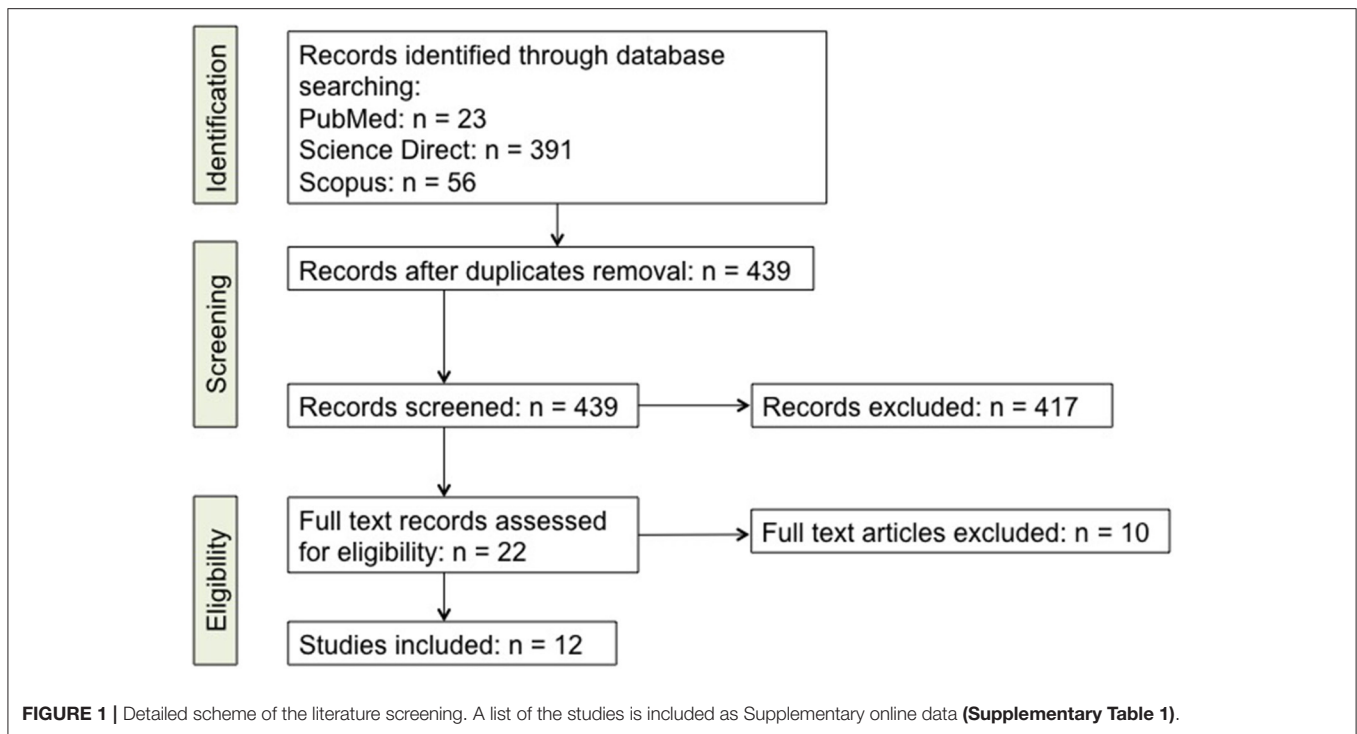 Identification
Records identified through database
searching:
PubMed: n = 23
Science Direct: n = 391
Scopus: n = 56
Screening
Records after duplicates removal: n = 439
Records screened: n = 439
Records excluded: n = 417
Eligibility
Full text records assessed
for eligibility: n = 22
Full text articles excluded: n = 10
Studies included: n = 12
FIGURE 1 | Detailed scheme of the literature screening. A list of the studies is included as Supplementary online data (Supplementary Table 1).